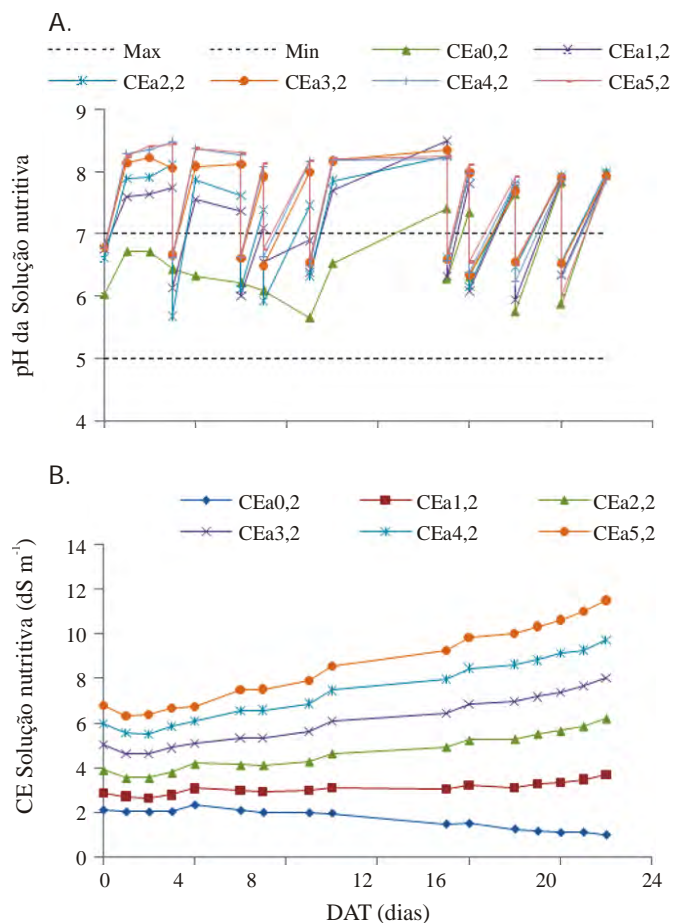 A.
Max Min CEa0,2 CEa1,2
CEa2,2 CEa3,2 CEa4,2 CEa5,2
pH da Solução nutritiva
9
8
7
6
5
4
B.
CEa0,2 CEa1,2 CEa2,2
CEa3,2 CEa4,2 CEa5,2
CE Solução nutritiva (dS m⁻¹)
14
12
10
8
6
4
2
0
0 4 8 12 16 20 24
DAT (dias)